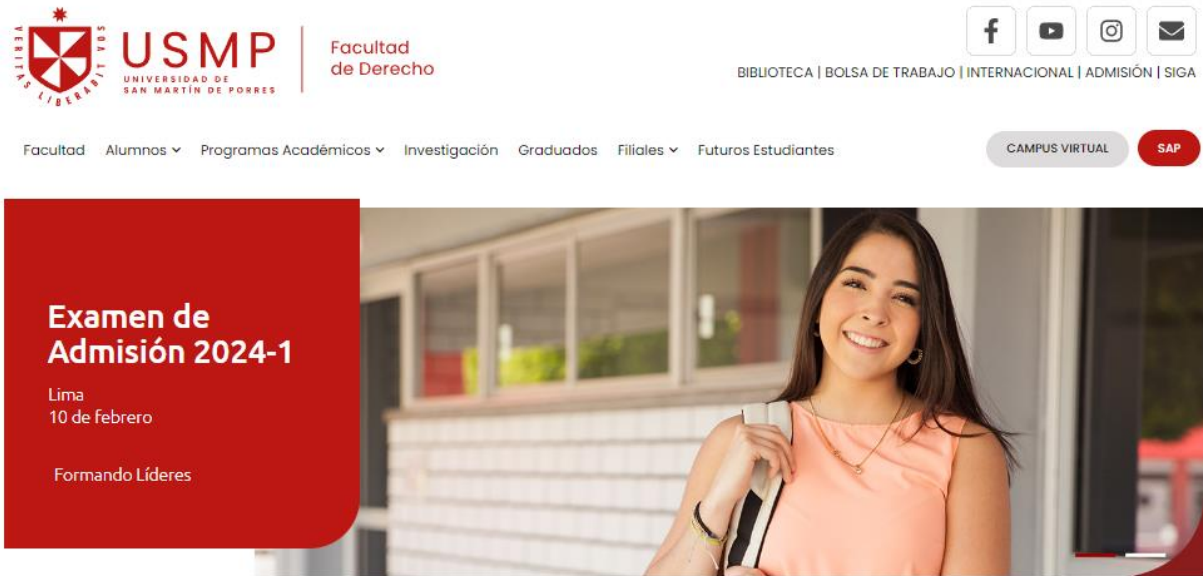 VERITAS LIBERABIT VOS
USMP
UNIVERSIDAD DE
SAN MARTÍN DE PORRES
Facultad
de Derecho
BIBLIOTECA | BOLSA DE TRABAJO | INTERNACIONAL | ADMISIÓN | SIGA
Facultad Alumnos Programas Académicos Investigación Graduados Filiales Futuros Estudiantes
CAMPUS VIRTUAL
SAP
Examen de
Admisión 2024-1
Lima
10 de febrero
Formando Líderes